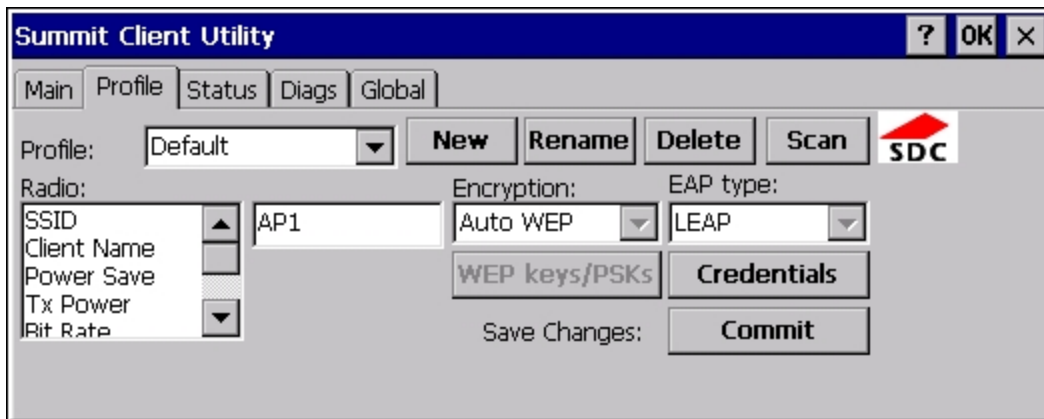 Summit Client Utility ? OK ×
Main Profile Status Diags Global
Profile: Default New Rename Delete Scan SDC
Radio: Encryption: EAP type:
SSID AP1 Auto WEP LEAP
Client Name
Power Save WEP keys/PSKs Credentials
Tx Power
Bit Rate Save Changes: Commit